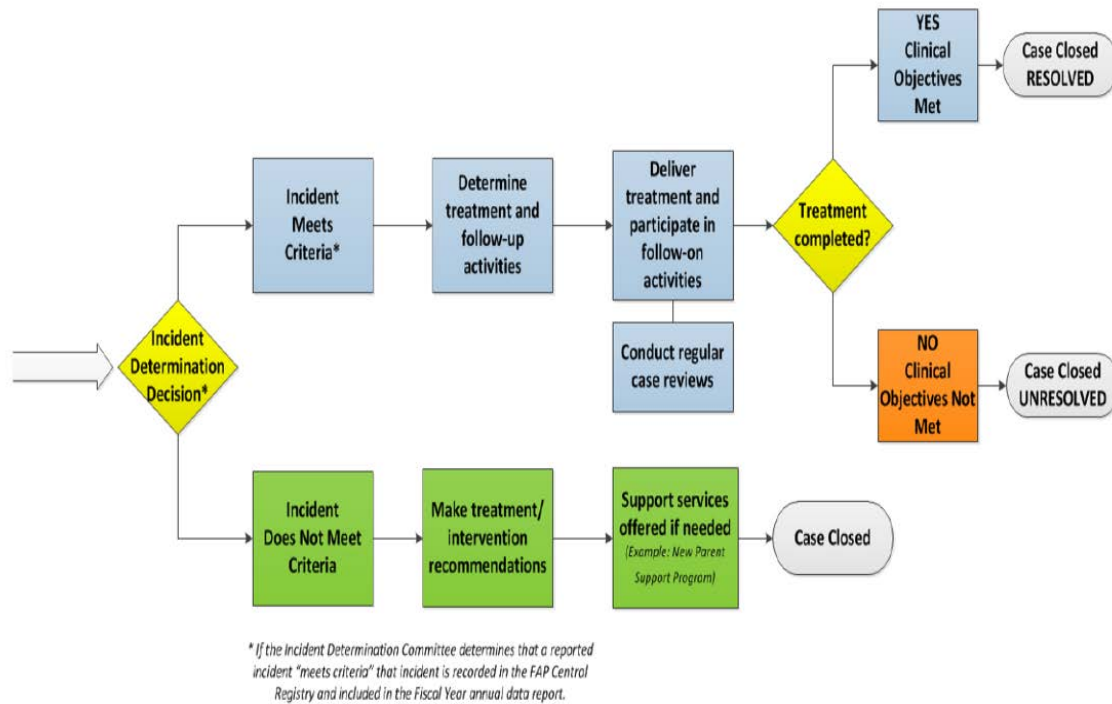 YES
Clinical
Objectives
Met
Case Closed
RESOLVED
Incident
Meets
Criteria*
Determine
treatment and
follow-up
activities
Deliver
treatment and
participate in
follow-on
activities
Treatment
completed?
Conduct regular
case reviews
Incident
Determination
Decision*
NO
Clinical
Objectives Not
Met
Case Closed
UNRESOLVED
Incident
Does Not Meet
Criteria
Make treatment/
intervention
recommendations
Support services
offered if needed
(Example: New Parent
Support Program)
Case Closed
* If the Incident Determination Committee determines that a reported
incident "meets criteria" that incident is recorded in the FAP Central
Registry and included in the Fiscal Year annual data report.